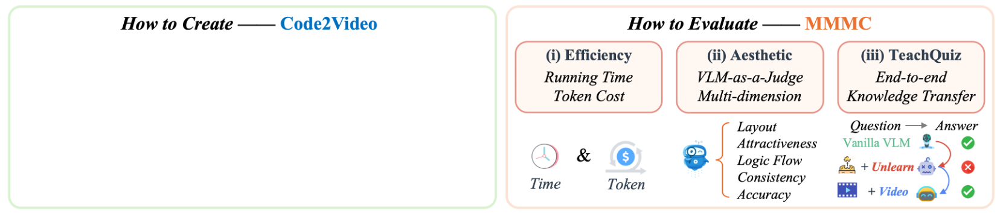 How to Create —— Code2Video
How to Evaluate —— MMMC
(i) Efficiency
Running Time
Token Cost
(ii) Aesthetic
VLM-as-a-Judge
Multi-dimension
(iii) TeachQuiz
End-to-end
Knowledge Transfer
&
Time
Token
$
Layout
Attractiveness
Logic Flow
Consistency
Accuracy
Question → Answer
Vanilla VLM
+ Unlearn
+ Video